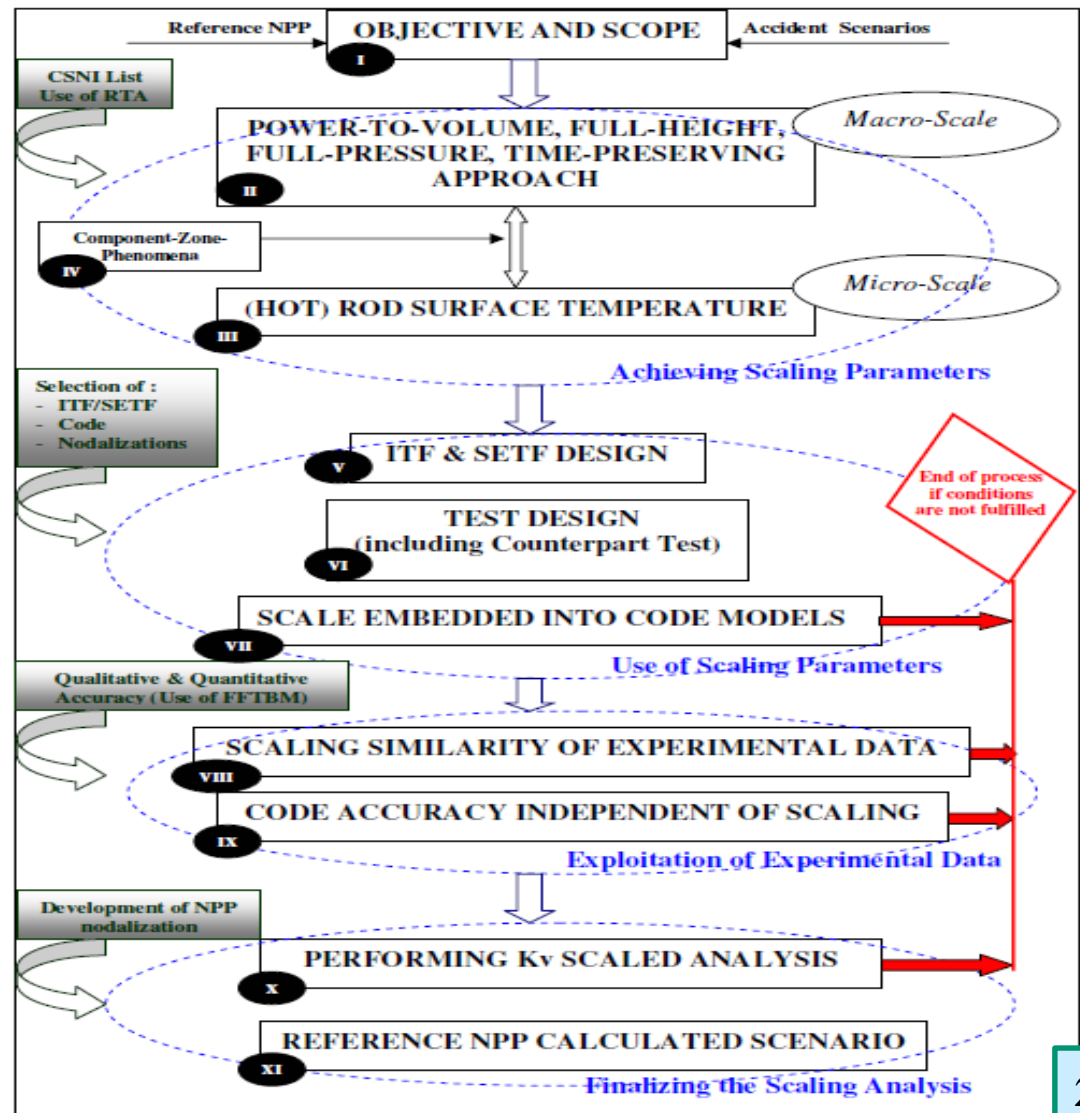 Reference NPP
OBJECTIVE AND SCOPE
Accident Scenarios
I
CSNI List
Use of RTA
POWER-TO-VOLUME, FULL-HEIGHT,
FULL-PRESSURE, TIME-PRESERVING
APPROACH
II
Macro-Scale
Component-Zone-
Phenomena
IV
Micro-Scale
(HOT) ROD SURFACE TEMPERATURE
III
Achieving Scaling Parameters
Selection of :
- ITF/SETF
- Code
- Nodalizations
ITF & SETF DESIGN
V
End of process
if conditions
are not fulfilled
TEST DESIGN
(including Counterpart Test)
VI
SCALE EMBEDDED INTO CODE MODELS
VII
Use of Scaling Parameters
Qualitative & Quantitative
Accuracy (Use of FFTBM)
SCALING SIMILARITY OF EXPERIMENTAL DATA
VIII
CODE ACCURACY INDEPENDENT OF SCALING
IX
Exploitation of Experimental Data
Development of NPP
nodalization
PERFORMING Kv SCALED ANALYSIS
X
REFERENCE NPP CALCULATED SCENARIO
XI
Finalizing the Scaling Analysis